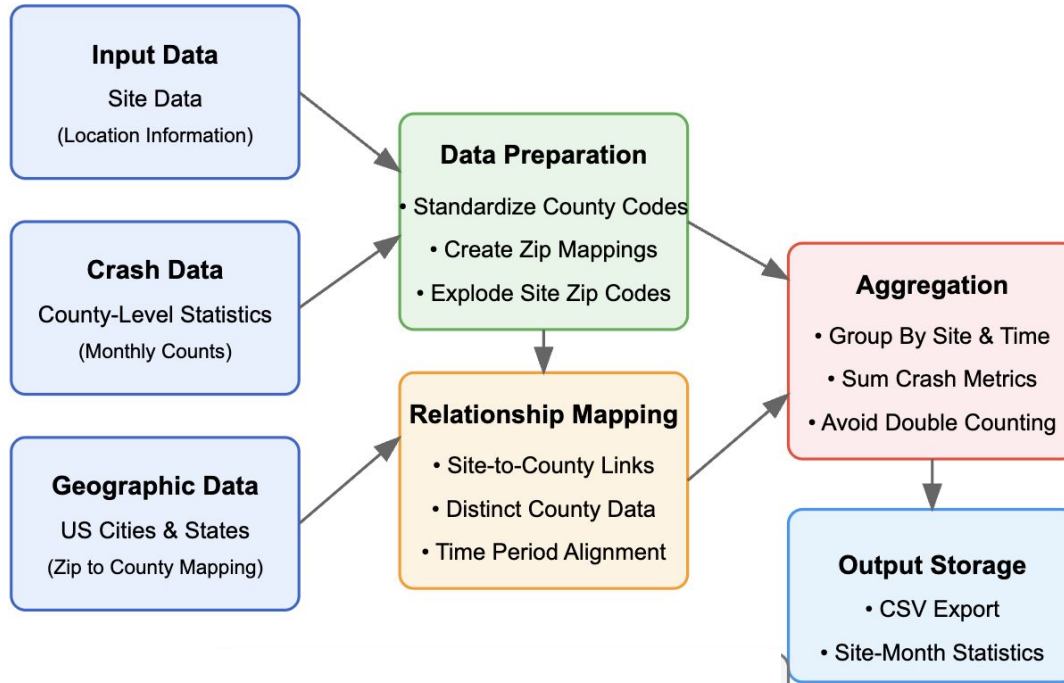 Input Data
Site Data
(Location Information)
Crash Data
County-Level Statistics
(Monthly Counts)
Geographic Data
US Cities & States
(Zip to County Mapping)
Data Preparation
• Standardize County Codes
• Create Zip Mappings
• Explode Site Zip Codes
Relationship Mapping
• Site-to-County Links
• Distinct County Data
• Time Period Alignment
Aggregation
• Group By Site & Time
• Sum Crash Metrics
• Avoid Double Counting
Output Storage
• CSV Export
• Site-Month Statistics